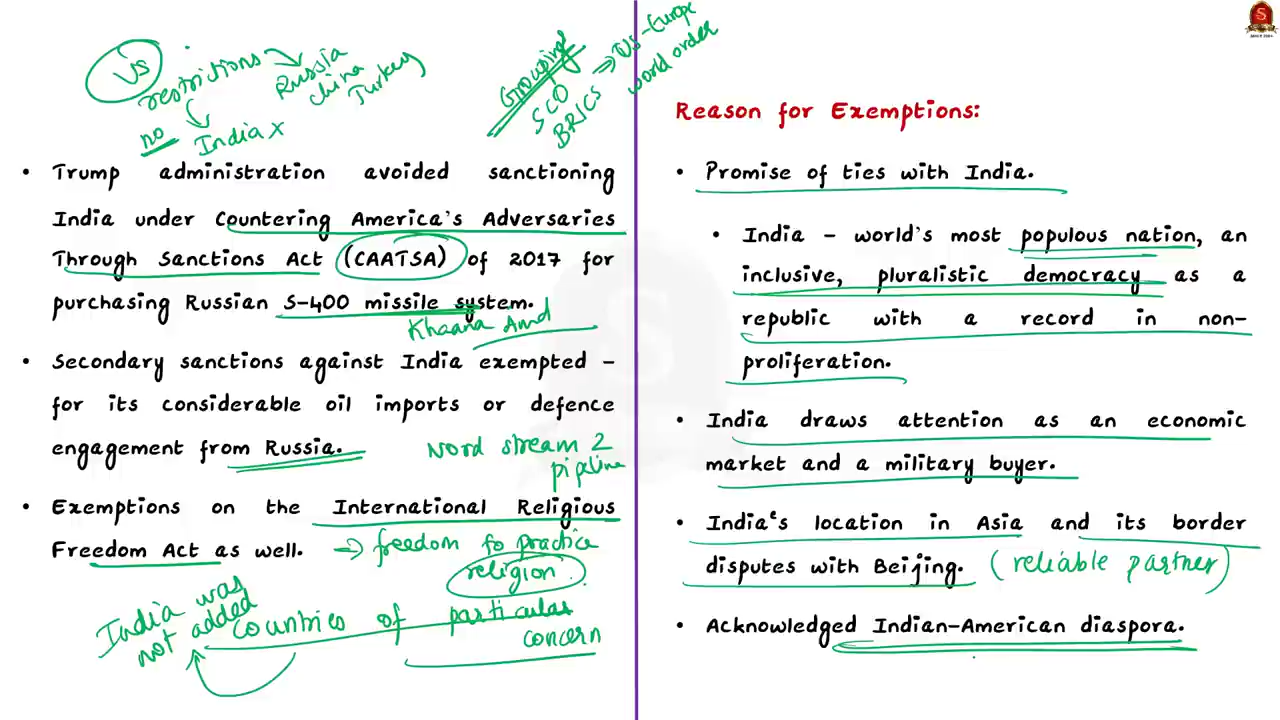 US
restrictions
Russia
China
Turkey
no
India x
Grouping
SCO
BRICS
US-Europe
world order
• Trump administration avoided sanctioning
India under Countering America's Adversaries
Through Sanctions Act (CAATSA) of 2017 for
purchasing Russian S-400 missile system.
Khaana Amd
• Secondary sanctions against India exempted –
for its considerable oil imports or defence
engagement from Russia.
Nord stream 2
pipeline
• Exemptions on the International Religious
Freedom Act as well.
→ freedom to practice
religion
countries of particular
concern
India was
not added
Reason for Exemptions:
• Promise of ties with India.
• India – world's most populous nation, an
inclusive, pluralistic democracy as a
republic with a record in non-
proliferation.
• India draws attention as an economic
market and a military buyer.
• India's location in Asia and its border
disputes with Beijing. (reliable partner)
• Acknowledged Indian-American diaspora.